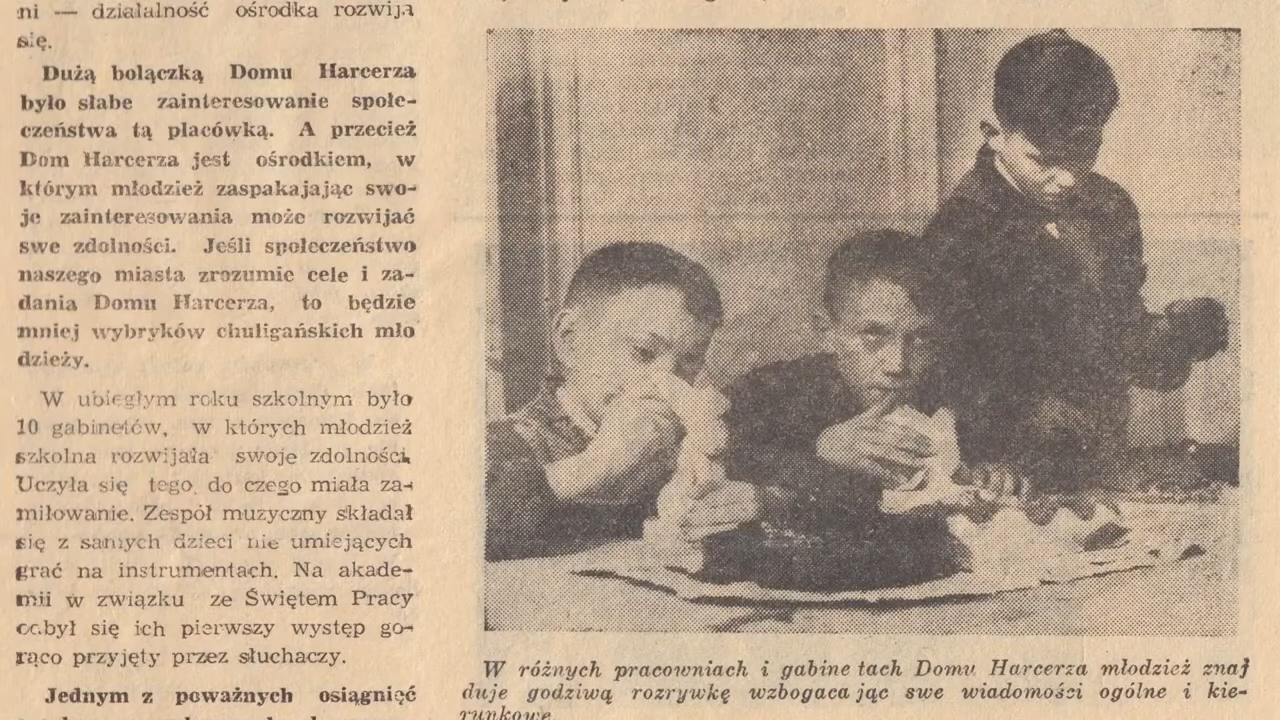 ni — działalność ośrodka rozwija
się.
Dużą bolączką Domu Harcerza
było słabe zainteresowanie społe-
czeństwa tą placówką. A przecież
Dom Harcerza jest ośrodkiem, w
którym młodzież zaspakajając swo-
je zainteresowania może rozwijać
swe zdolności. Jeśli społeczeństwo
naszego miasta zrozumie cele i za-
dania Domu Harcerza, to będzie
mniej wybryków chuligańskich mło
dzieży.
W ubiegłym roku szkolnym było
10 gabinetów, w których młodzież
szkolna rozwijała swoje zdolności.
Uczyła się tego, do czego miała za-
miłowanie. Zespół muzyczny składał
się z samych dzieci nie umiejących
grać na instrumentach. Na akade-
mii w związku ze Świętem Pracy
odbył się ich pierwszy występ go-
rąco przyjęty przez słuchaczy.
Jednym z poważnych osiągnięć
W różnych pracowniach i gabinetach Domu Harcerza młodzież znaj
duje godziwą rozrywkę wzbogacając swe wiadomości ogólne i kie-
runkowe